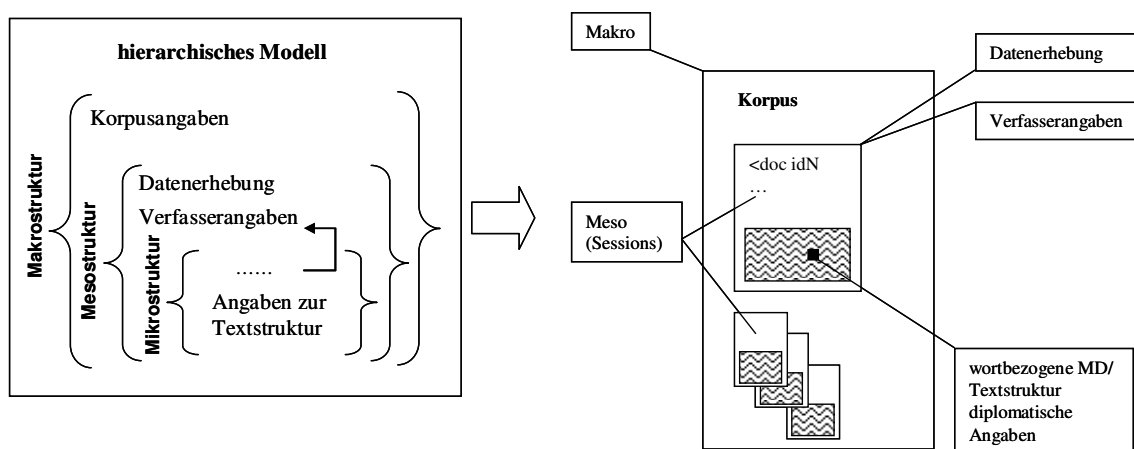 hierarchisches Modell
Makrostruktur
Korpusangaben
Mesostruktur
Datenerhebung
Verfasserangaben
Mikrostruktur
……
Angaben zur
Textstruktur
Makro
Korpus
<doc idN
…
Meso
(Sessions)
Datenerhebung
Verfasserangaben
wortbezogene MD/
Textstruktur
diplomatische
Angaben